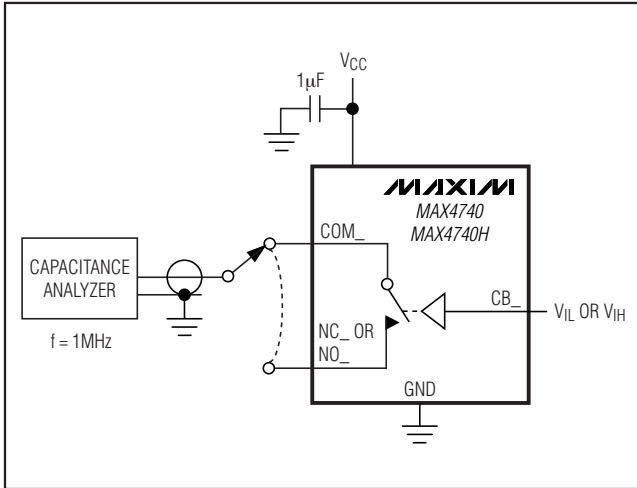 VCC
1μF
MAXIM
MAX4740
MAX4740H
COM_
CAPACITANCE
ANALYZER
f = 1MHz
CB_
VIL OR VIH
NC_ OR
NO_
GND